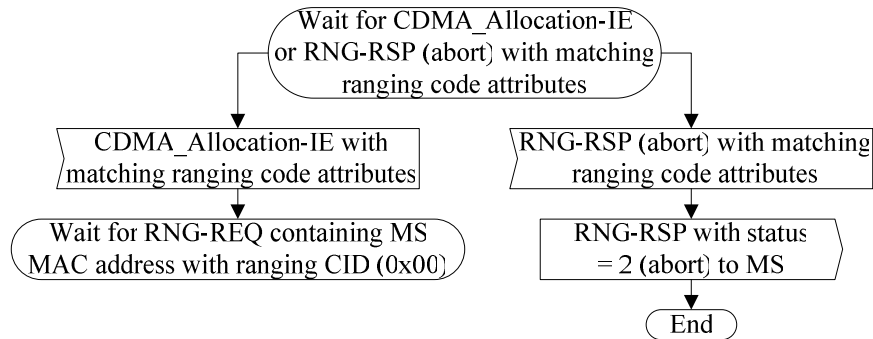 Wait for CDMA_Allocation-IE
or RNG-RSP (abort) with matching
ranging code attributes
CDMA_Allocation-IE with
matching ranging code attributes
RNG-RSP (abort) with matching
ranging code attributes
Wait for RNG-REQ containing MS
MAC address with ranging CID (0x00)
RNG-RSP with status
= 2 (abort) to MS
End